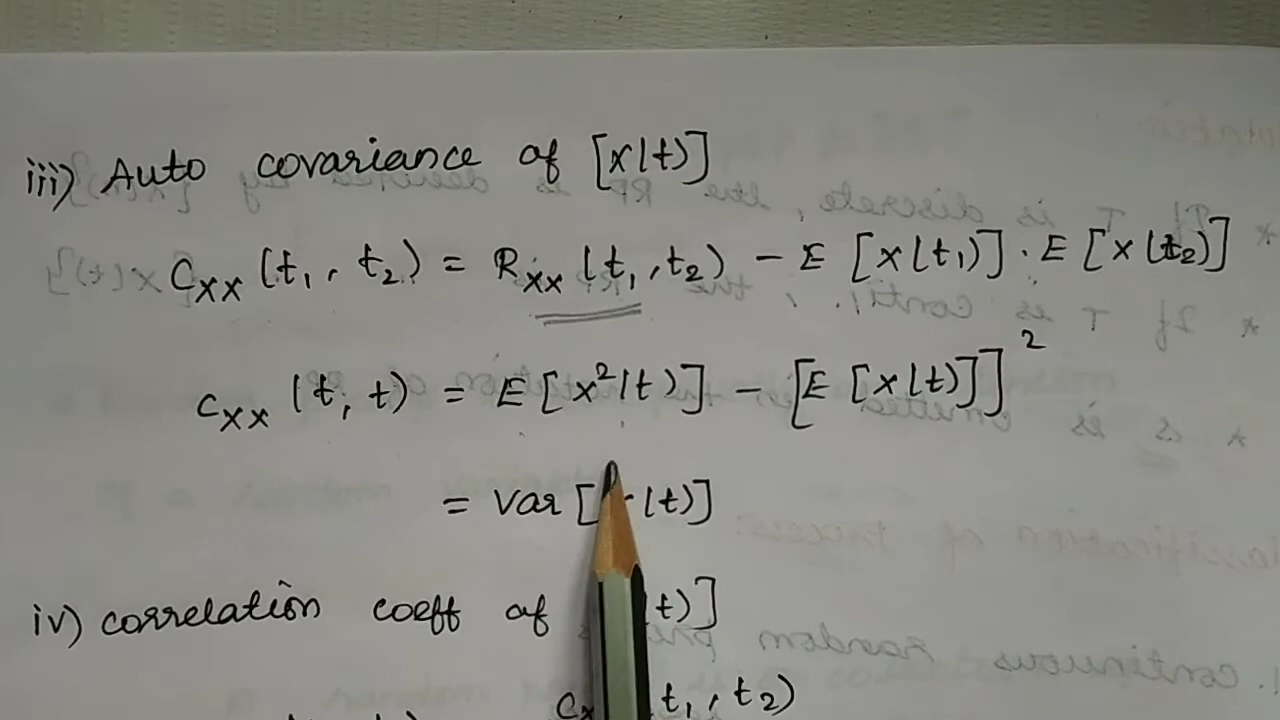 iii) Auto covariance of [x(t)]
Cxx (t1, t2) = Rxx (t1, t2) - E [x(t1)] . E [x(t2)]
Cxx (t, t) = E [x²(t)] - [E [x(t)]]²
= Var [ (t)]
iv) correlation coeff of (t)]
Cx t1, t2)